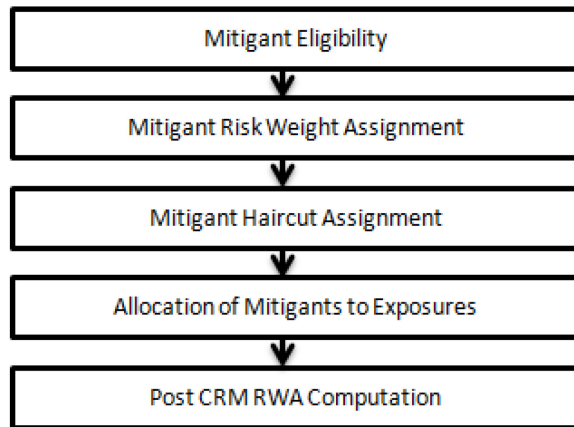 Mitigant Eligibility
Mitigant Risk Weight Assignment
Mitigant Haircut Assignment
Allocation of Mitigants to Exposures
Post CRM RWA Computation